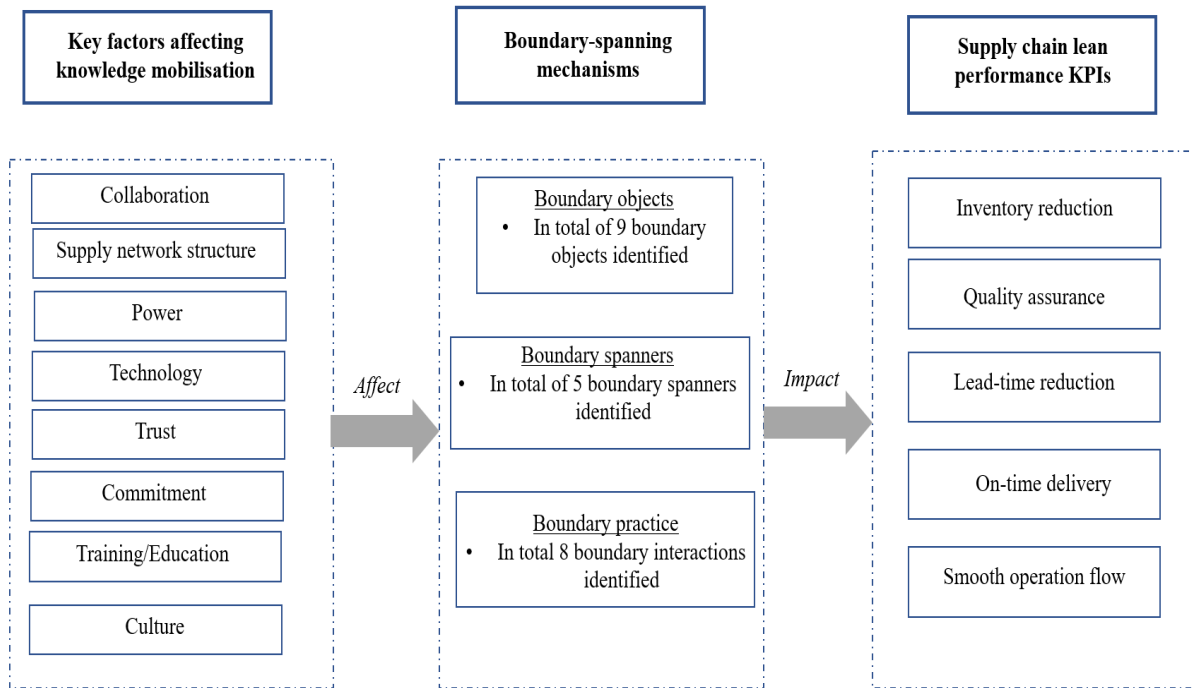 Key factors affecting
knowledge mobilisation
Boundary-spanning
mechanisms
Supply chain lean
performance KPIs
Collaboration
Supply network structure
Power
Technology
Trust
Commitment
Training/Education
Culture
Affect
Boundary objects
• In total of 9 boundary
objects identified
Boundary spanners
• In total of 5 boundary spanners
identified
Boundary practice
• In total 8 boundary interactions
identified
Impact
Inventory reduction
Quality assurance
Lead-time reduction
On-time delivery
Smooth operation flow